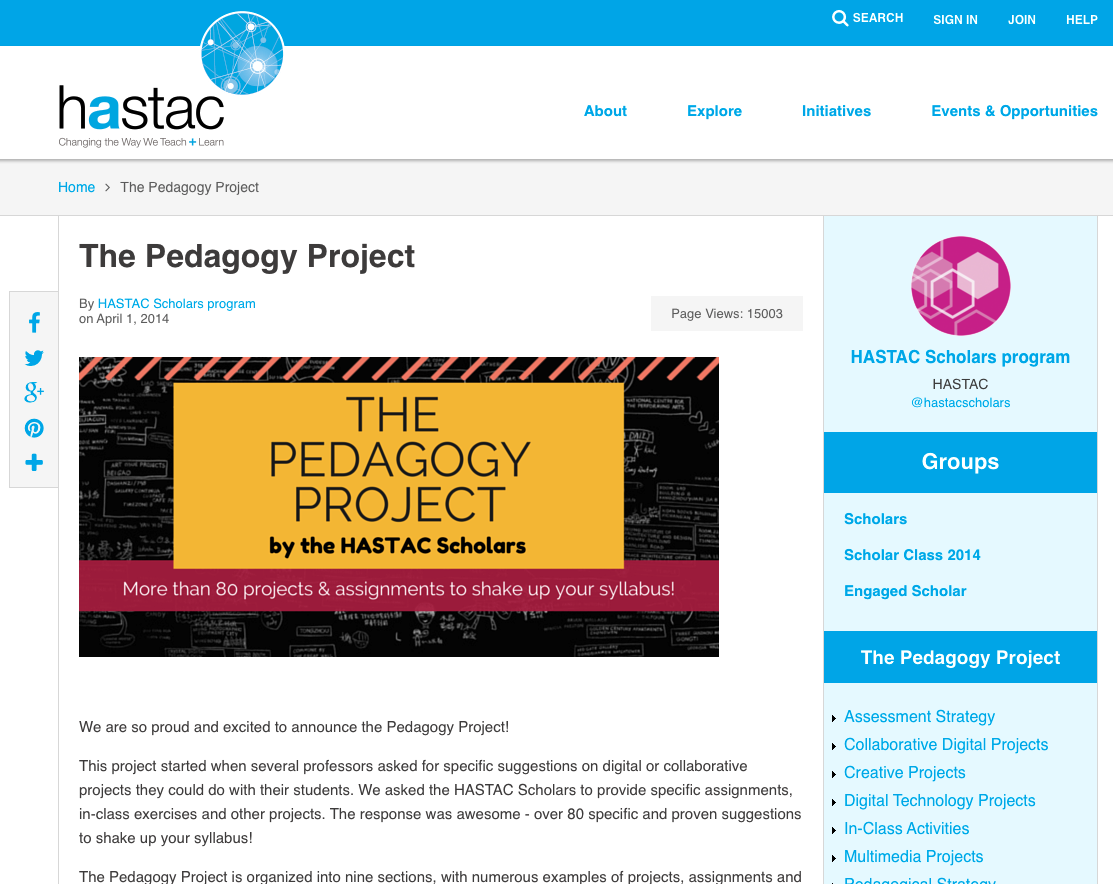 SEARCH
SIGN IN
JOIN
HELP
hastac
Changing the Way We Teach + Learn
About
Explore
Initiatives
Events & Opportunities
Home > The Pedagogy Project
The Pedagogy Project
By HASTAC Scholars program
on April 1, 2014
Page Views: 15003
THE
PEDAGOGY
PROJECT
by the HASTAC Scholars
More than 80 projects & assignments to shake up your syllabus!
We are so proud and excited to announce the Pedagogy Project!
This project started when several professors asked for specific suggestions on digital or collaborative
projects they could do with their students. We asked the HASTAC Scholars to provide specific assignments,
in-class exercises and other projects. The response was awesome - over 80 specific and proven suggestions
to shake up your syllabus!
The Pedagogy Project is organized into nine sections, with numerous examples of projects, assignments and
HASTAC Scholars program
HASTAC
@hastacscholars
Groups
Scholars
Scholar Class 2014
Engaged Scholar
The Pedagogy Project
Assessment Strategy
Collaborative Digital Projects
Creative Projects
Digital Technology Projects
In-Class Activities
Multimedia Projects
Pedagogical Strategy